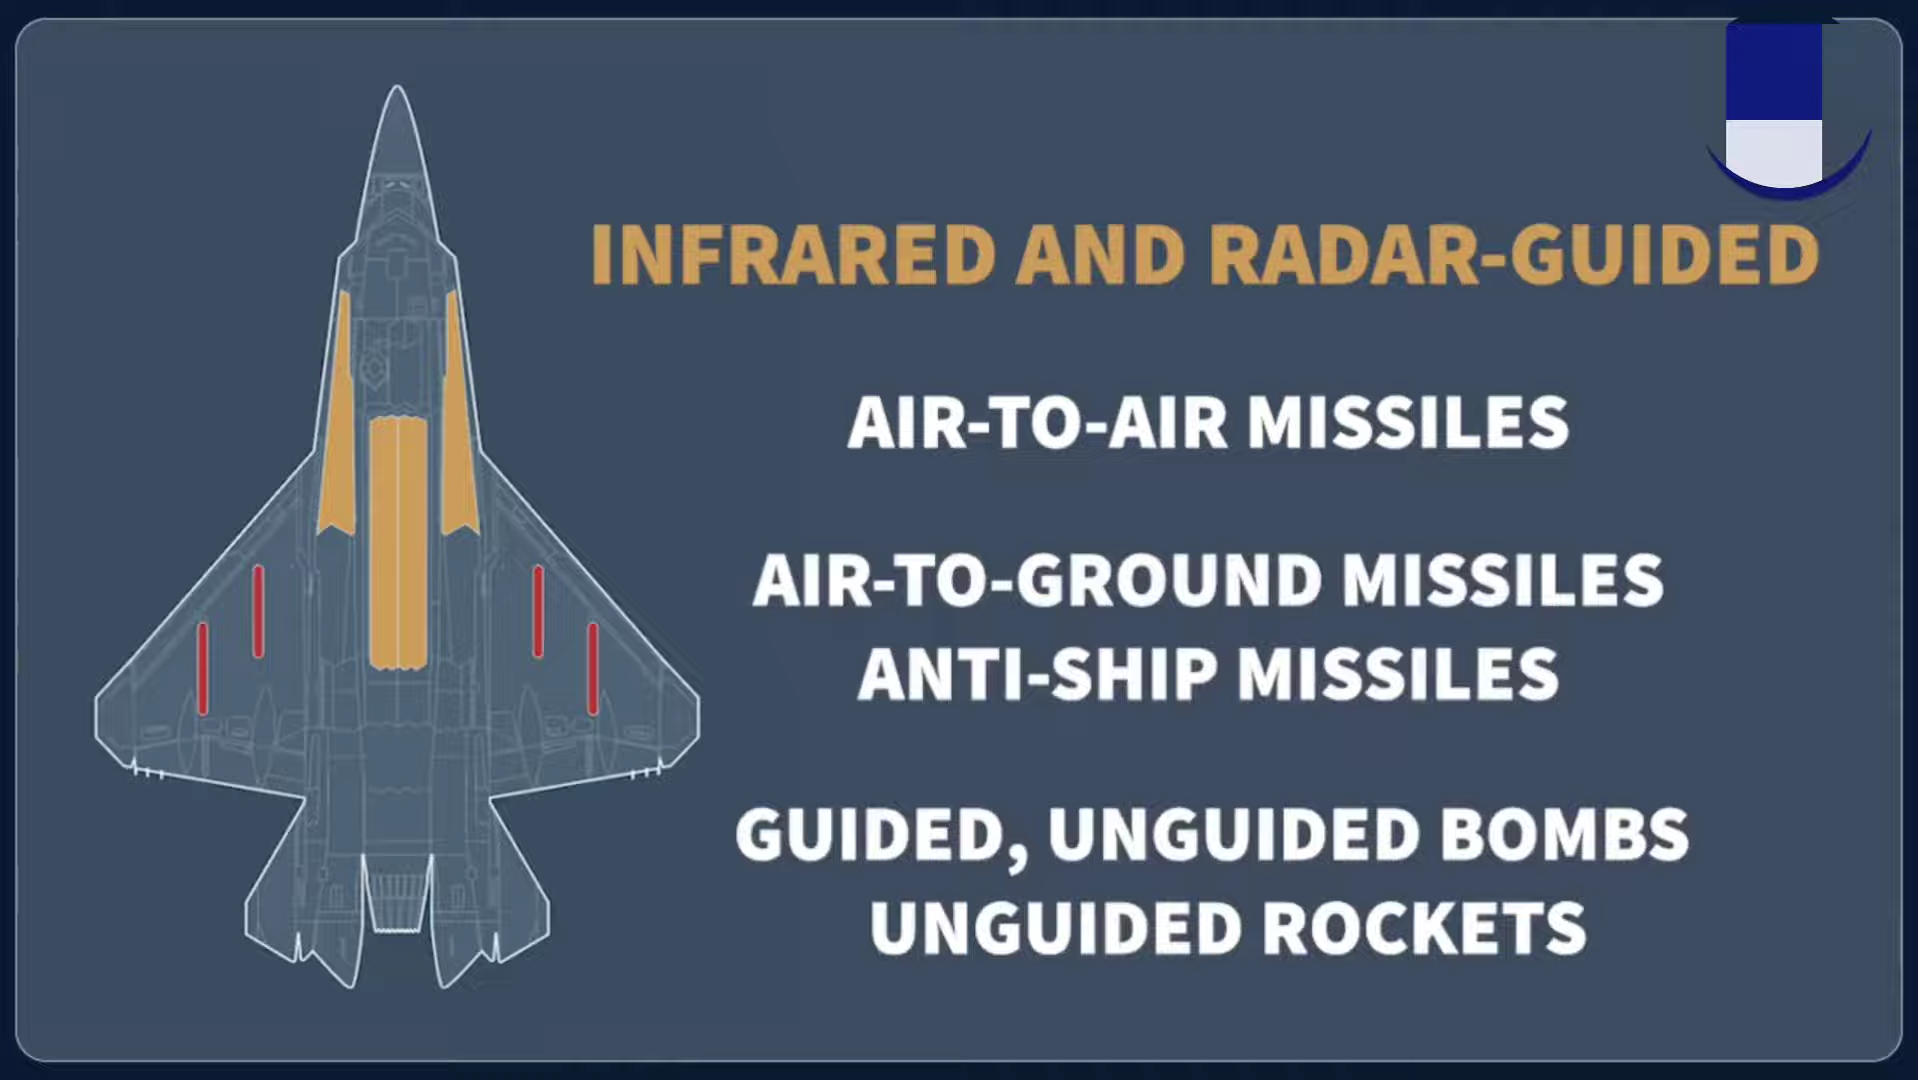 INFRARED AND RADAR-GUIDED
AIR-TO-AIR MISSILES
AIR-TO-GROUND MISSILES
ANTI-SHIP MISSILES
GUIDED, UNGUIDED BOMBS
UNGUIDED ROCKETS